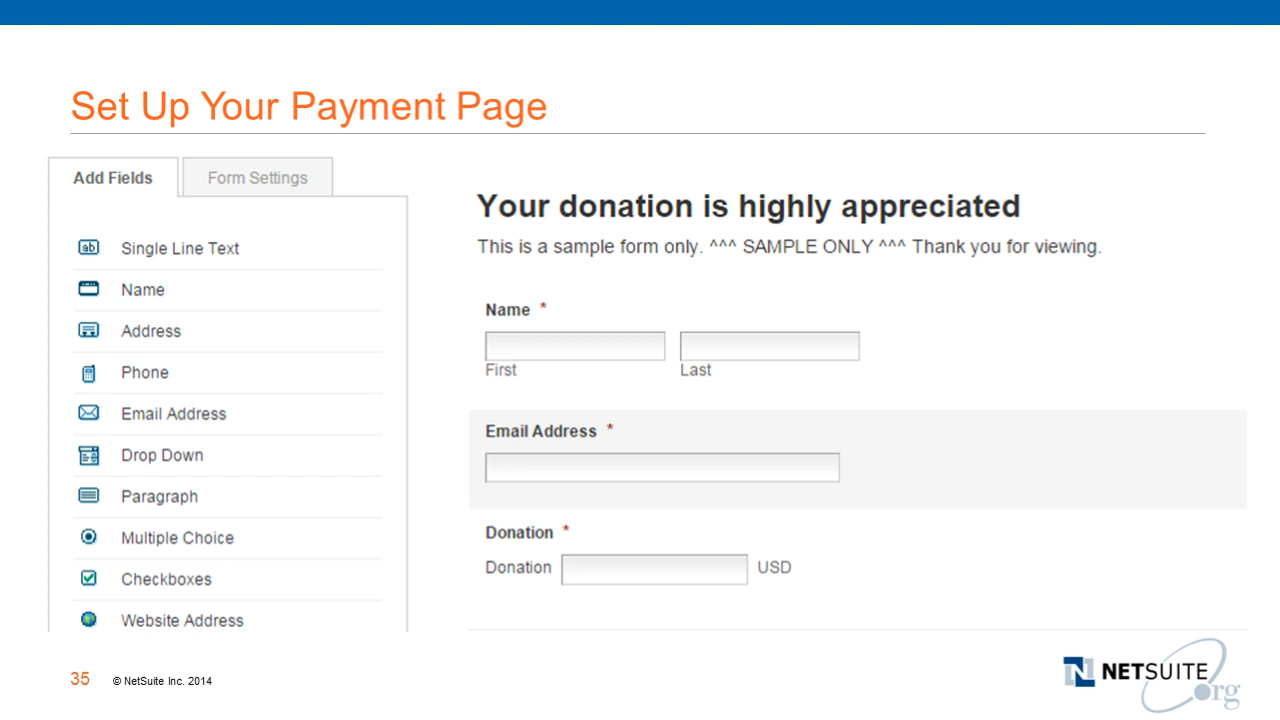 Set Up Your Payment Page
Add Fields
Form Settings
ab
Single Line Text
Name
Address
Phone
Email Address
Drop Down
Paragraph
Multiple Choice
Checkboxes
Website Address
Your donation is highly appreciated
This is a sample form only. ^^^ SAMPLE ONLY ^^^ Thank you for viewing.
Name *
First Last
Email Address *
Donation *
Donation USD
35 © NetSuite Inc. 2014
N NETSUITE
.org